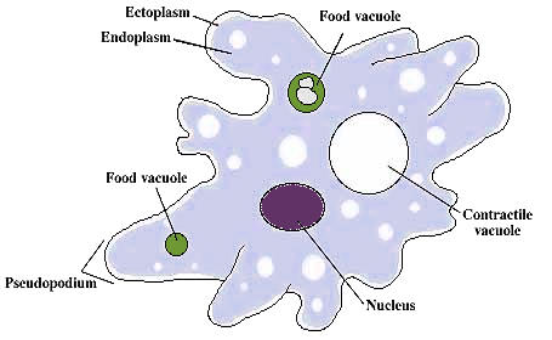 Ectoplasm
Food vacuole
Endoplasm
Food vacuole
Contractile
vacuole
Pseudopodium
Nucleus